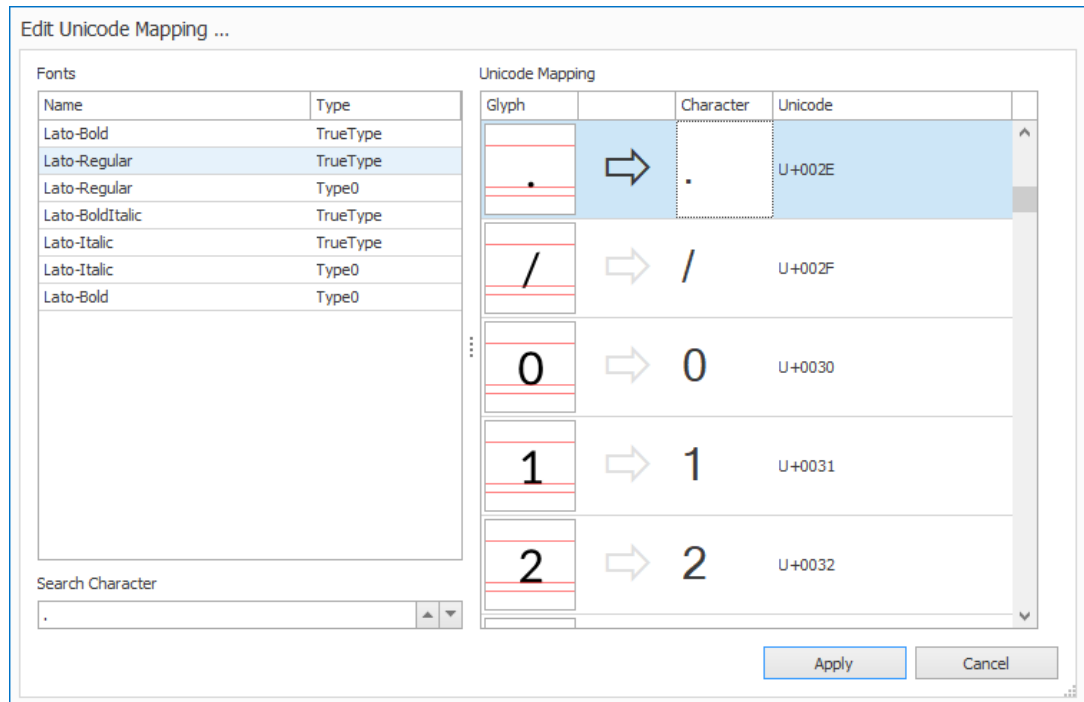 Edit Unicode Mapping ...
Fonts
Name Type
Lato-Bold TrueType
Lato-Regular TrueType
Lato-Regular Type0
Lato-BoldItalic TrueType
Lato-Italic TrueType
Lato-Italic Type0
Lato-Bold Type0
Search Character
.
Unicode Mapping
Glyph Character Unicode
. . U+002E
/ / U+002F
0 0 U+0030
1 1 U+0031
2 2 U+0032
Apply Cancel